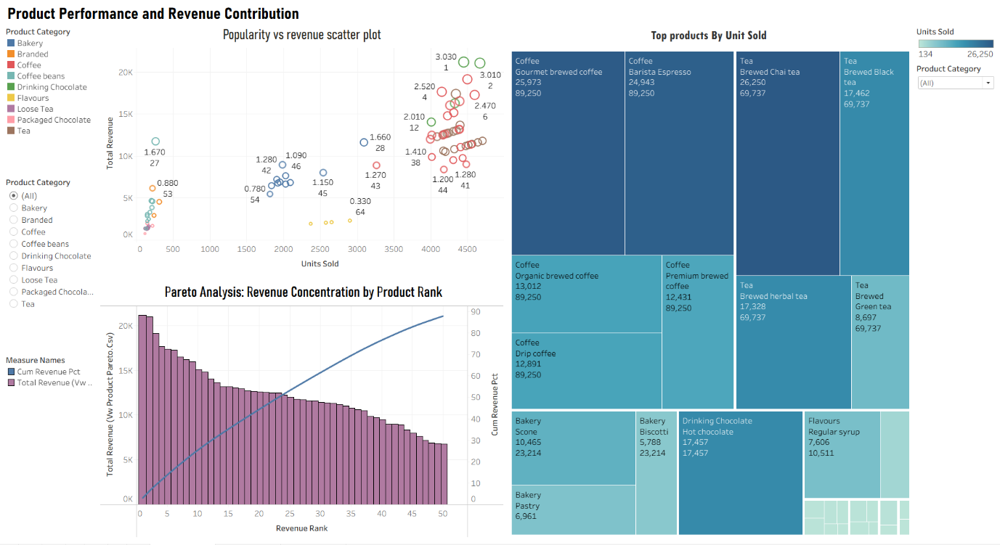 Product Performance and Revenue Contribution
Product Category
Bakery
Branded
Coffee
Coffee beans
Drinking Chocolate
Flavours
Loose Tea
Packaged Chocolate
Tea
Product Category
(All)
Bakery
Branded
Coffee
Coffee beans
Drinking Chocolate
Flavours
Loose Tea
Packaged Chocola...
Tea
Measure Names
Cum Revenue Pct
Total Revenue (Vw ..
Popularity vs revenue scatter plot
Total Revenue
20K
15K
10K
5K
0K
3.030
1
3.010
2
2.520
4
2.470
6
2.010
12
1.670
27
1.660
28
1.410
38
1.280
42
1.090
46
1.270
43
1.200
44
1.280
41
0.880
53
0.780
54
1.150
45
0.330
64
0
500
1000
1500
2000
2500
3000
3500
4000
4500
Units Sold
Pareto Analysis: Revenue Concentration by Product Rank
Total Revenue (Vw Product Pareto.Csv)
20K
15K
10K
5K
0K
90
80
70
60
50
40
30
20
10
0
Cum Revenue Pct
0
5
10
15
20
25
30
35
40
45
50
Revenue Rank
Top products By Unit Sold
Coffee
Gourmet brewed coffee
25,973
89,250
Coffee
Barista Espresso
24,943
89,250
Tea
Brewed Chai tea
26,250
69,737
Tea
Brewed Black
tea
17,462
69,737
Coffee
Organic brewed coffee
13,012
89,250
Coffee
Premium brewed
coffee
12,431
89,250
Coffee
Drip coffee
12,891
89,250
Tea
Brewed herbal tea
17,328
69,737
Tea
Brewed
Green tea
8,697
69,737
Bakery
Scone
10,465
23,214
Bakery
Biscotti
5,788
23,214
Bakery
Pastry
6,961
Drinking Chocolate
Hot chocolate
17,457
17,457
Flavours
Regular syrup
7,606
10,511
Units Sold
134
26,250
Product Category
(All)